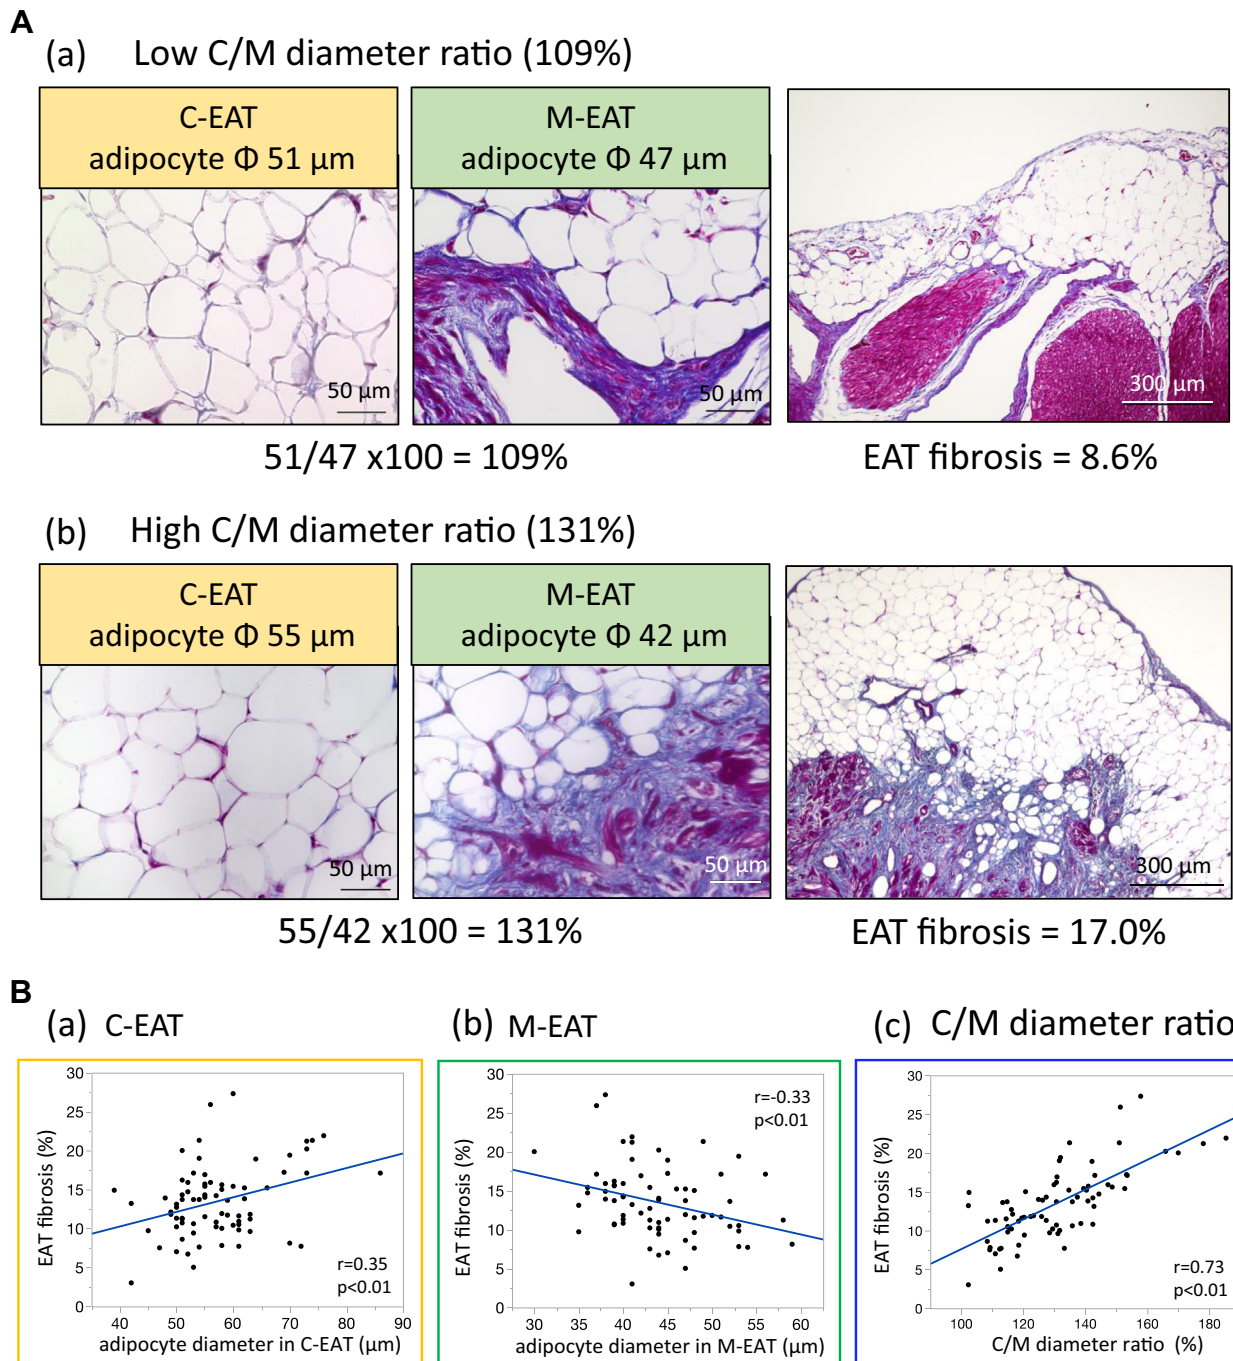 A
(a) Low C/M diameter ratio (109%)
C-EAT
adipocyte Φ 51 μm
M-EAT
adipocyte Φ 47 μm
50 μm
50 μm
300 μm
51/47 x100 = 109%
EAT fibrosis = 8.6%
(b) High C/M diameter ratio (131%)
C-EAT
adipocyte Φ 55 μm
M-EAT
adipocyte Φ 42 μm
50 μm
50 μm
300 μm
55/42 x100 = 131%
EAT fibrosis = 17.0%
B
(a) C-EAT
EAT fibrosis (%)
30
25
20
15
10
5
0
r=0.35
p<0.01
40 50 60 70 80 90
adipocyte diameter in C-EAT (μm)
(b) M-EAT
EAT fibrosis (%)
30
25
20
15
10
5
0
r=-0.33
p<0.01
30 35 40 45 50 55 60
adipocyte diameter in M-EAT (μm)
(c) C/M diameter ratio
EAT fibrosis (%)
30
25
20
15
10
5
0
r=0.73
p<0.01
100 120 140 160 180
C/M diameter ratio (%)